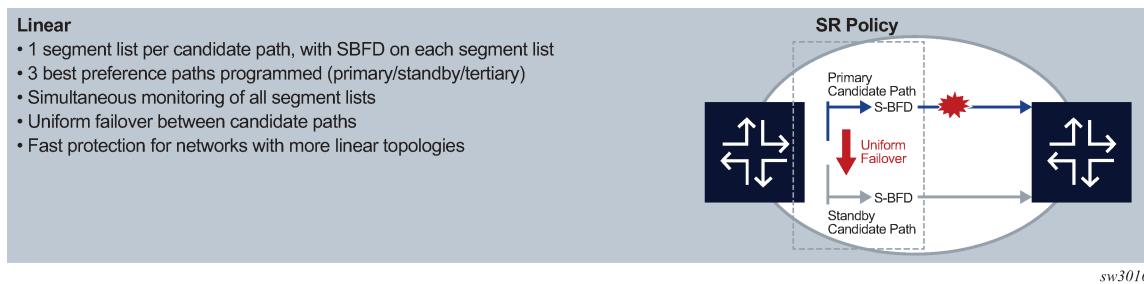 Linear
• 1 segment list per candidate path, with SBFD on each segment list
• 3 best preference paths programmed (primary/standby/tertiary)
• Simultaneous monitoring of all segment lists
• Uniform failover between candidate paths
• Fast protection for networks with more linear topologies
SR Policy
Primary
Candidate Path
S-BFD
Uniform
Failover
S-BFD
Standby
Candidate Path